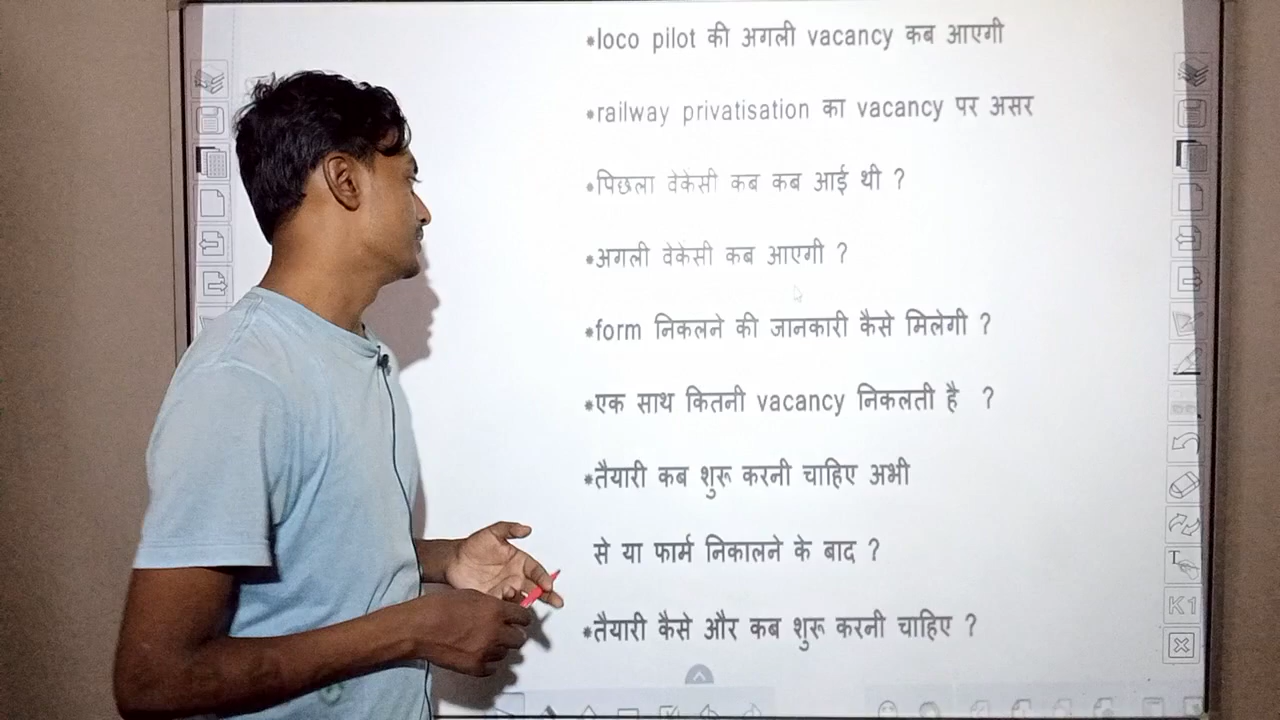 *loco pilot की अगली vacancy कब आएगी
*railway privatisation का vacancy पर असर
*पिछला वेकेसी कब कब आई थी ?
*अगली वेकेसी कब आएगी ?
*form निकलने की जानकारी कैसे मिलेगी ?
*एक साथ कितनी vacancy निकलती है ?
*तैयारी कब शुरू करनी चाहिए अभी
से या फार्म निकालने के बाद ?
*तैयारी कैसे और कब शुरू करनी चाहिए ?
T
K1